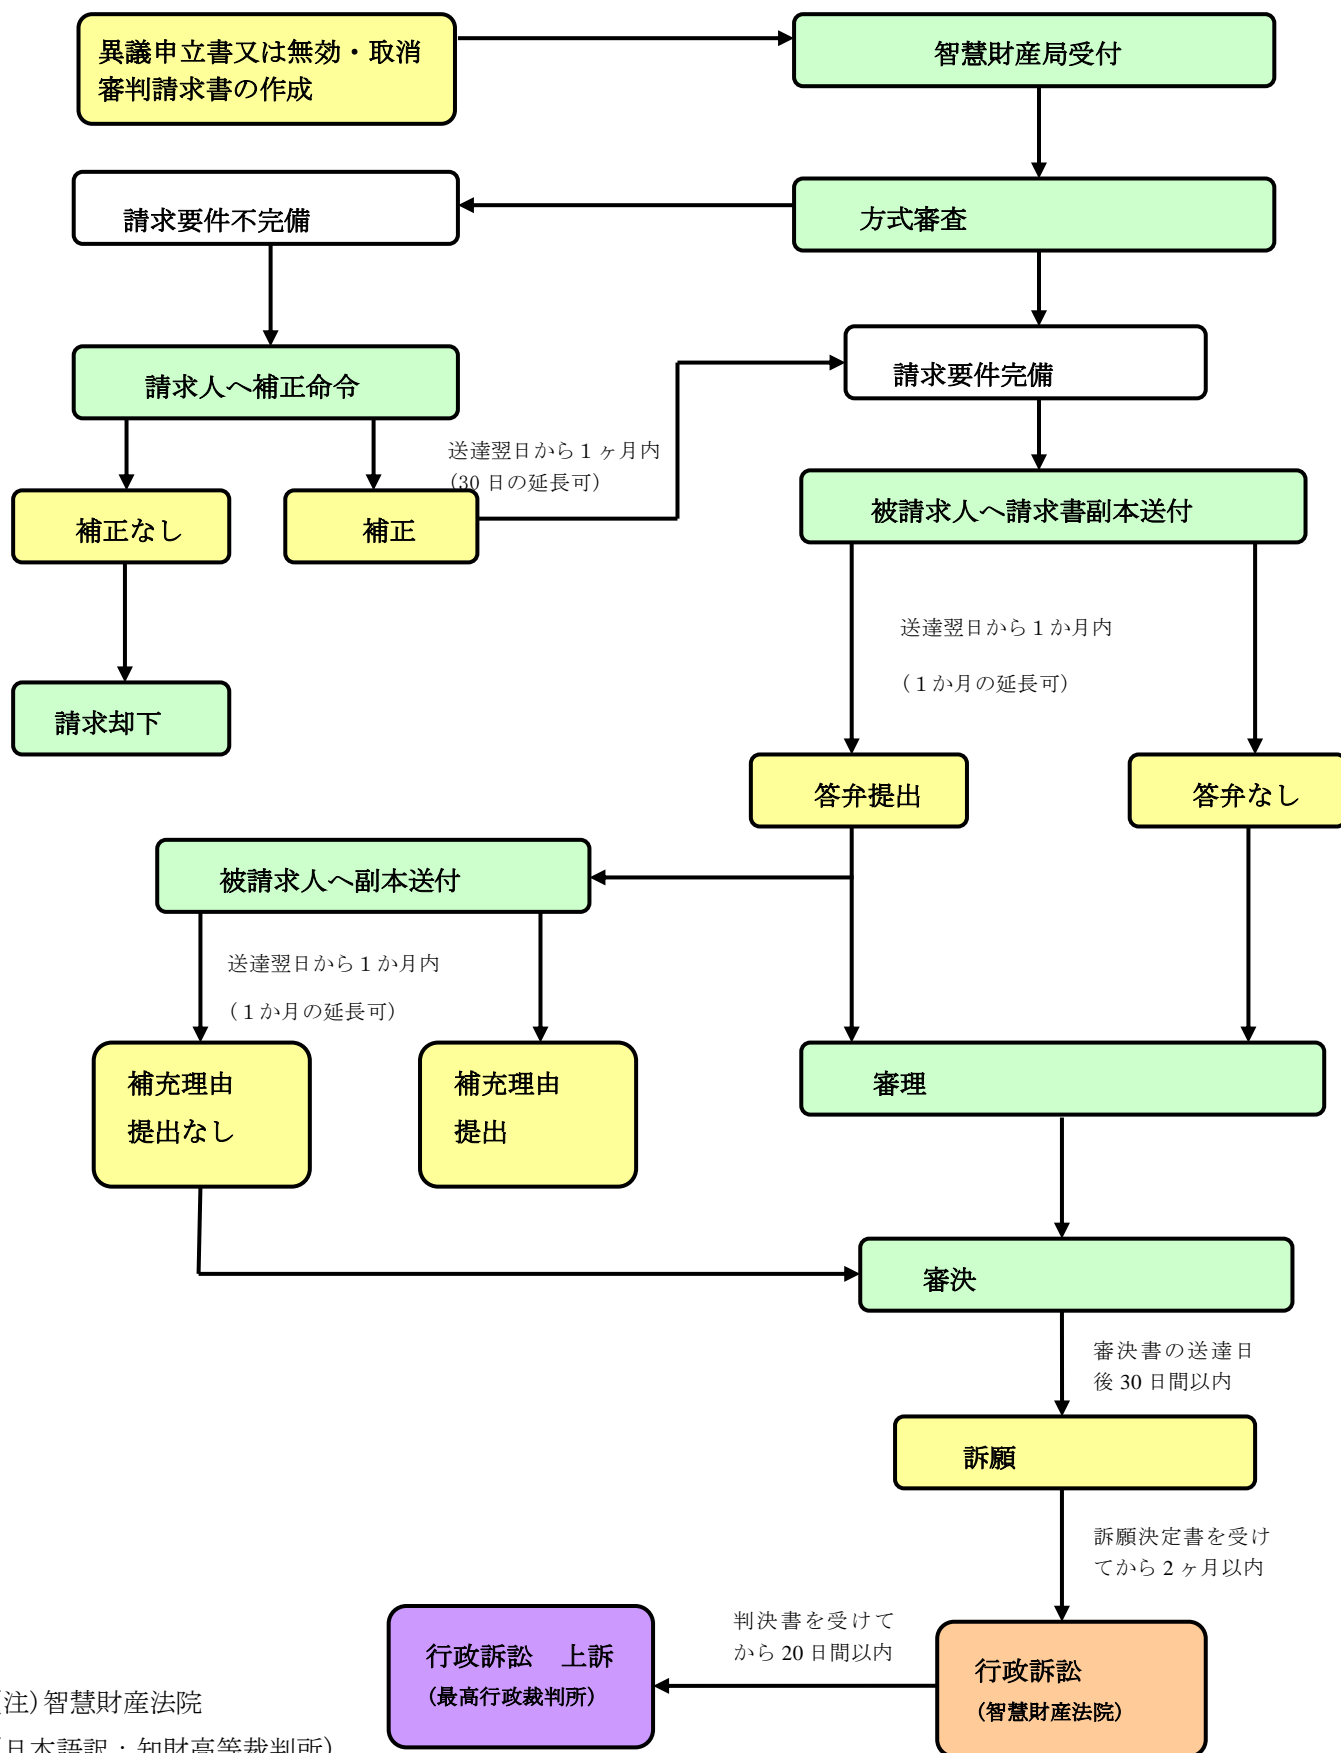 異議申立書又は無効・取消
審判請求書の作成
智慧財産局受付
請求要件不完備
方式審査
請求要件完備
請求人へ補正命令
送達翌日から１ヶ月内
(30 日の延長可)
補正なし
補正
被請求人へ請求書副本送付
送達翌日から１か月内
(１か月の延長可)
請求却下
答弁提出
答弁なし
被請求人へ副本送付
送達翌日から１か月内
(１か月の延長可)
補充理由
提出なし
補充理由
提出
審理
審決
審決書の送達日
後 30 日間以内
訴願
訴願決定書を受け
てから 2 ヶ月以内
判決書を受けて
から 20 日間以内
行政訴訟　上訴
(最高行政裁判所)
行政訴訟
(智慧財産法院)
(注)智慧財産法院
(日本語訳：知財高等裁判所)